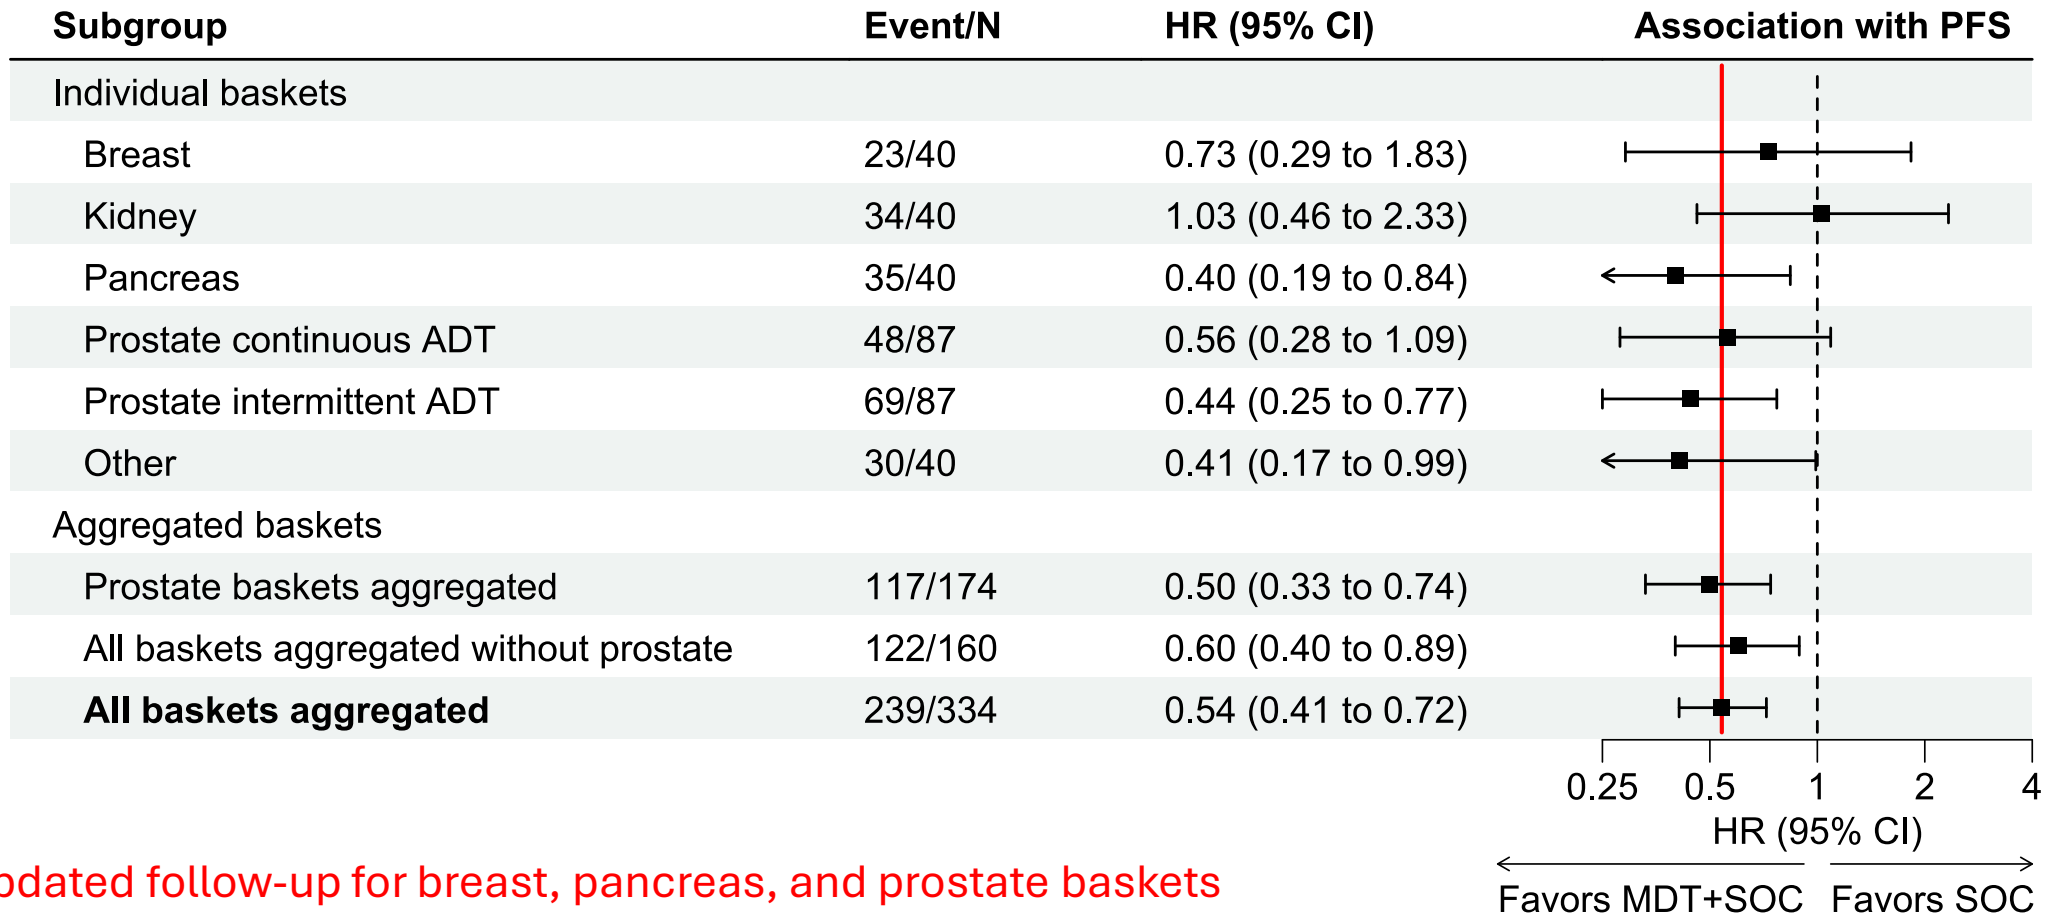 Subgroup Event/N HR (95% CI) Association with PFS
Individual baskets
Breast 23/40 0.73 (0.29 to 1.83)
Kidney 34/40 1.03 (0.46 to 2.33)
Pancreas 35/40 0.40 (0.19 to 0.84)
Prostate continuous ADT 48/87 0.56 (0.28 to 1.09)
Prostate intermittent ADT 69/87 0.44 (0.25 to 0.77)
Other 30/40 0.41 (0.17 to 0.99)
Aggregated baskets
Prostate baskets aggregated 117/174 0.50 (0.33 to 0.74)
All baskets aggregated without prostate 122/160 0.60 (0.40 to 0.89)
All baskets aggregated 239/334 0.54 (0.41 to 0.72)
0.25 0.5 1 2 4
HR (95% CI)
follow-up for breast, pancreas, and prostate baskets
Favors MDT+SOC Favors SOC